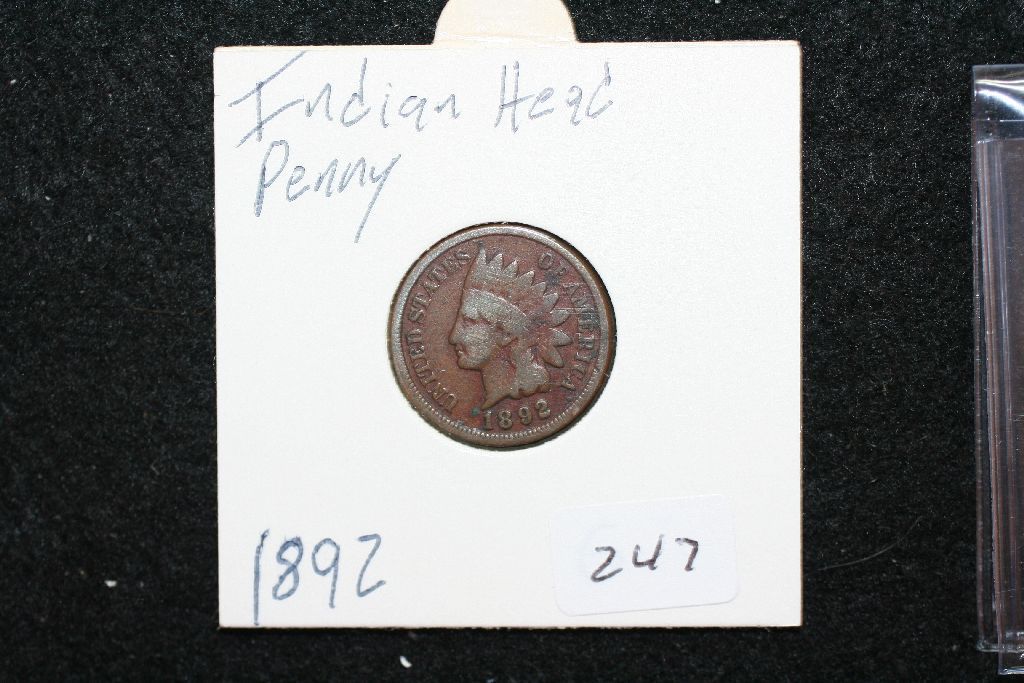 Indian Head
Penny
UNITED STATES OF AMERICA
1892
1892
247